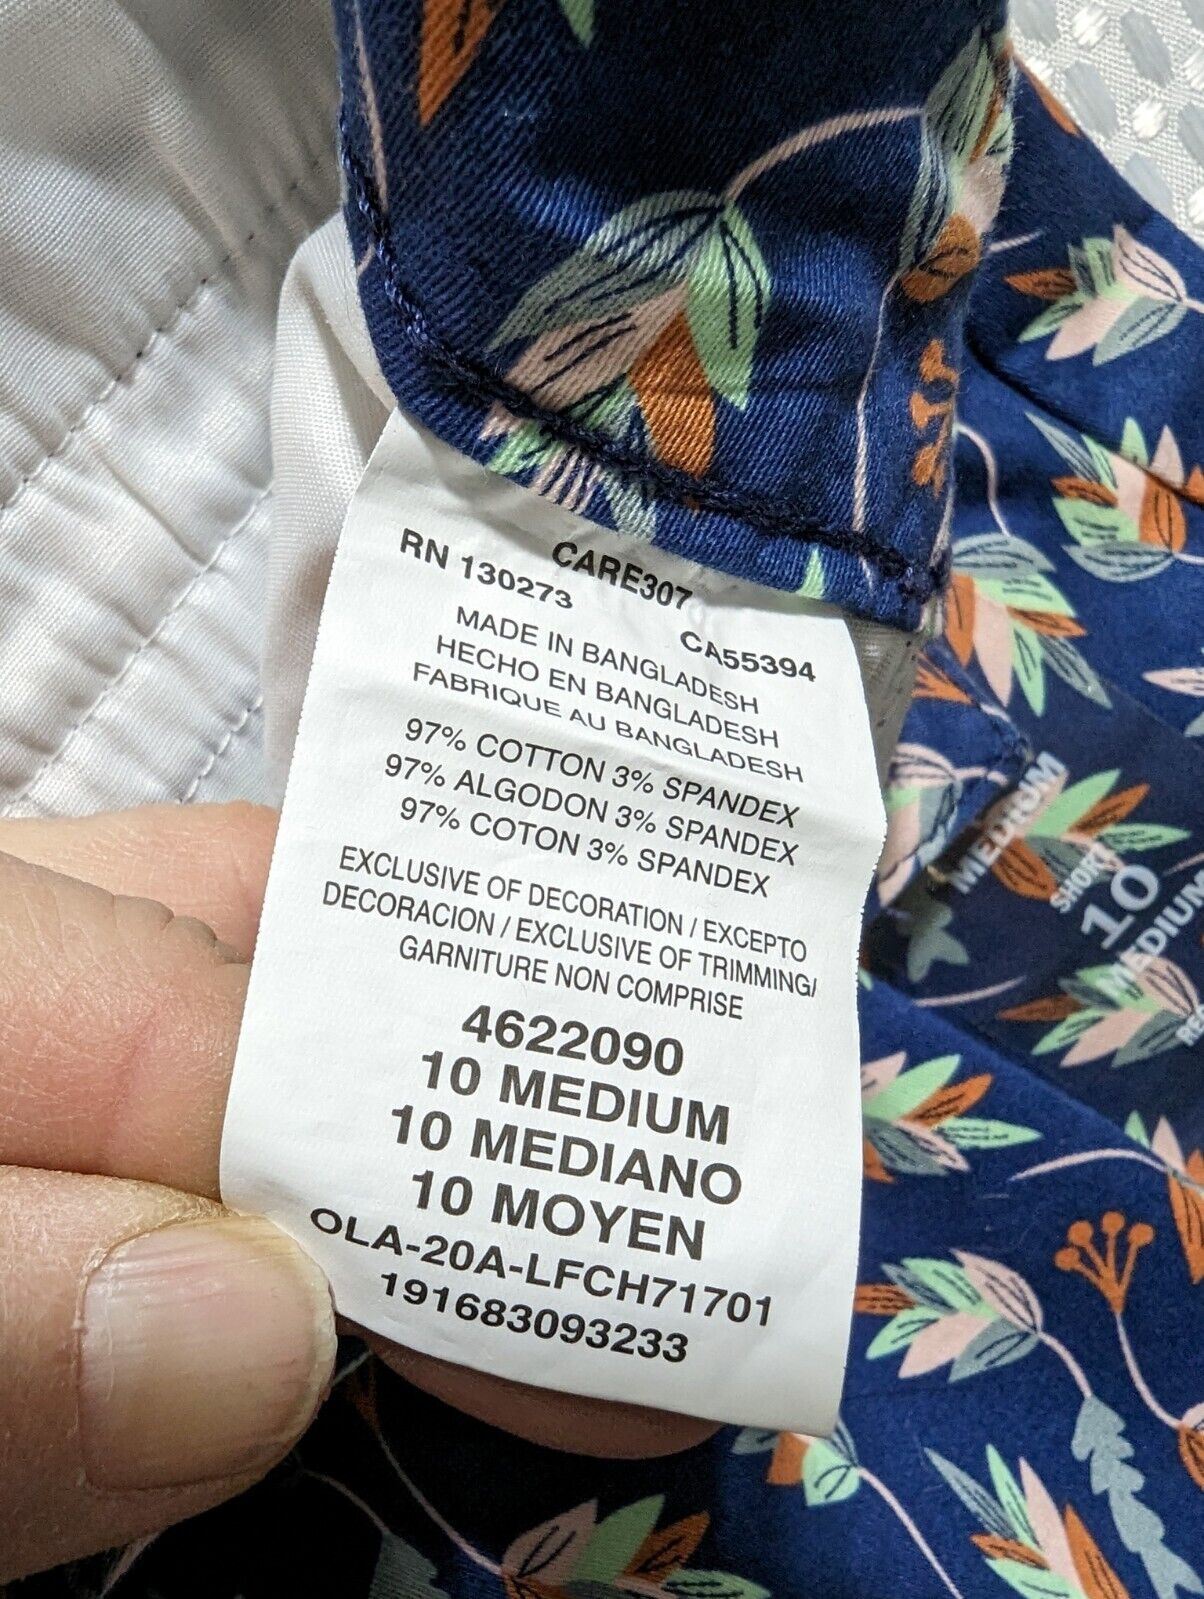 CARE307
RN 130273 CA55394
MADE IN BANGLADESH
HECHO EN BANGLADESH
FABRIQUE AU BANGLADESH
97% COTTON 3% SPANDEX
97% ALGODON 3% SPANDEX
97% COTON 3% SPANDEX
EXCLUSIVE OF DECORATION / EXCEPTO
DECORACION / EXCLUSIVE OF TRIMMING/
GARNITURE NON COMPRISE
4622090
10 MEDIUM
10 MEDIANO
10 MOYEN
OLA-20A-LFCH71701
191683093233
SHORT
10
MEDIUM